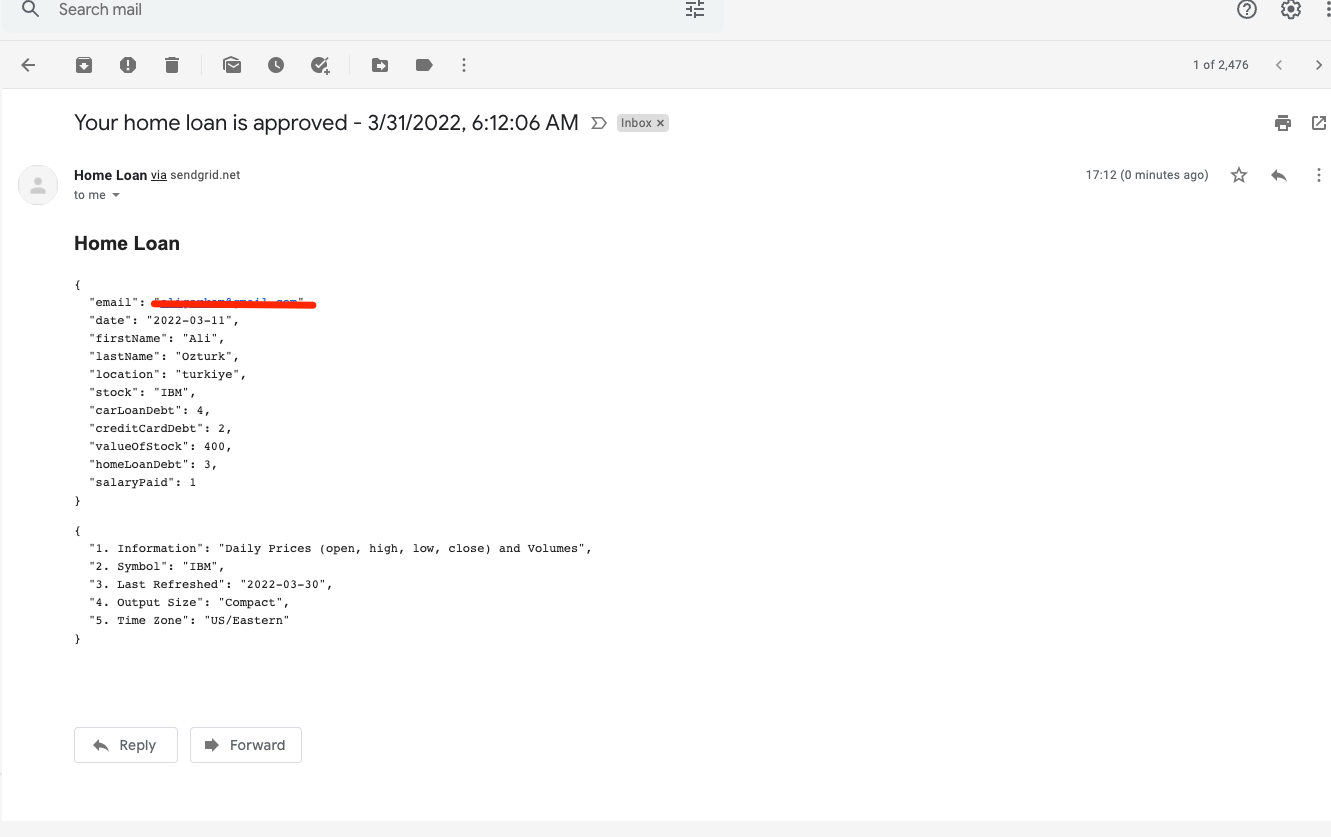 Search mail
1 of 2,476
Your home loan is approved - 3/31/2022, 6:12:06 AM Inbox ×
Home Loan via sendgrid.net 17:12 (0 minutes ago)
to me
Home Loan
{
"email":
"date": "2022-03-11",
"firstName": "Ali",
"lastName": "Ozturk",
"location": "turkiye",
"stock": "IBM",
"carLoanDebt": 4,
"creditCardDebt": 2,
"valueOfStock": 400,
"homeLoanDebt": 3,
"salaryPaid": 1
}
{
"1. Information": "Daily Prices (open, high, low, close) and Volumes",
"2. Symbol": "IBM",
"3. Last Refreshed": "2022-03-30",
"4. Output Size": "Compact",
"5. Time Zone": "US/Eastern"
}
Reply Forward